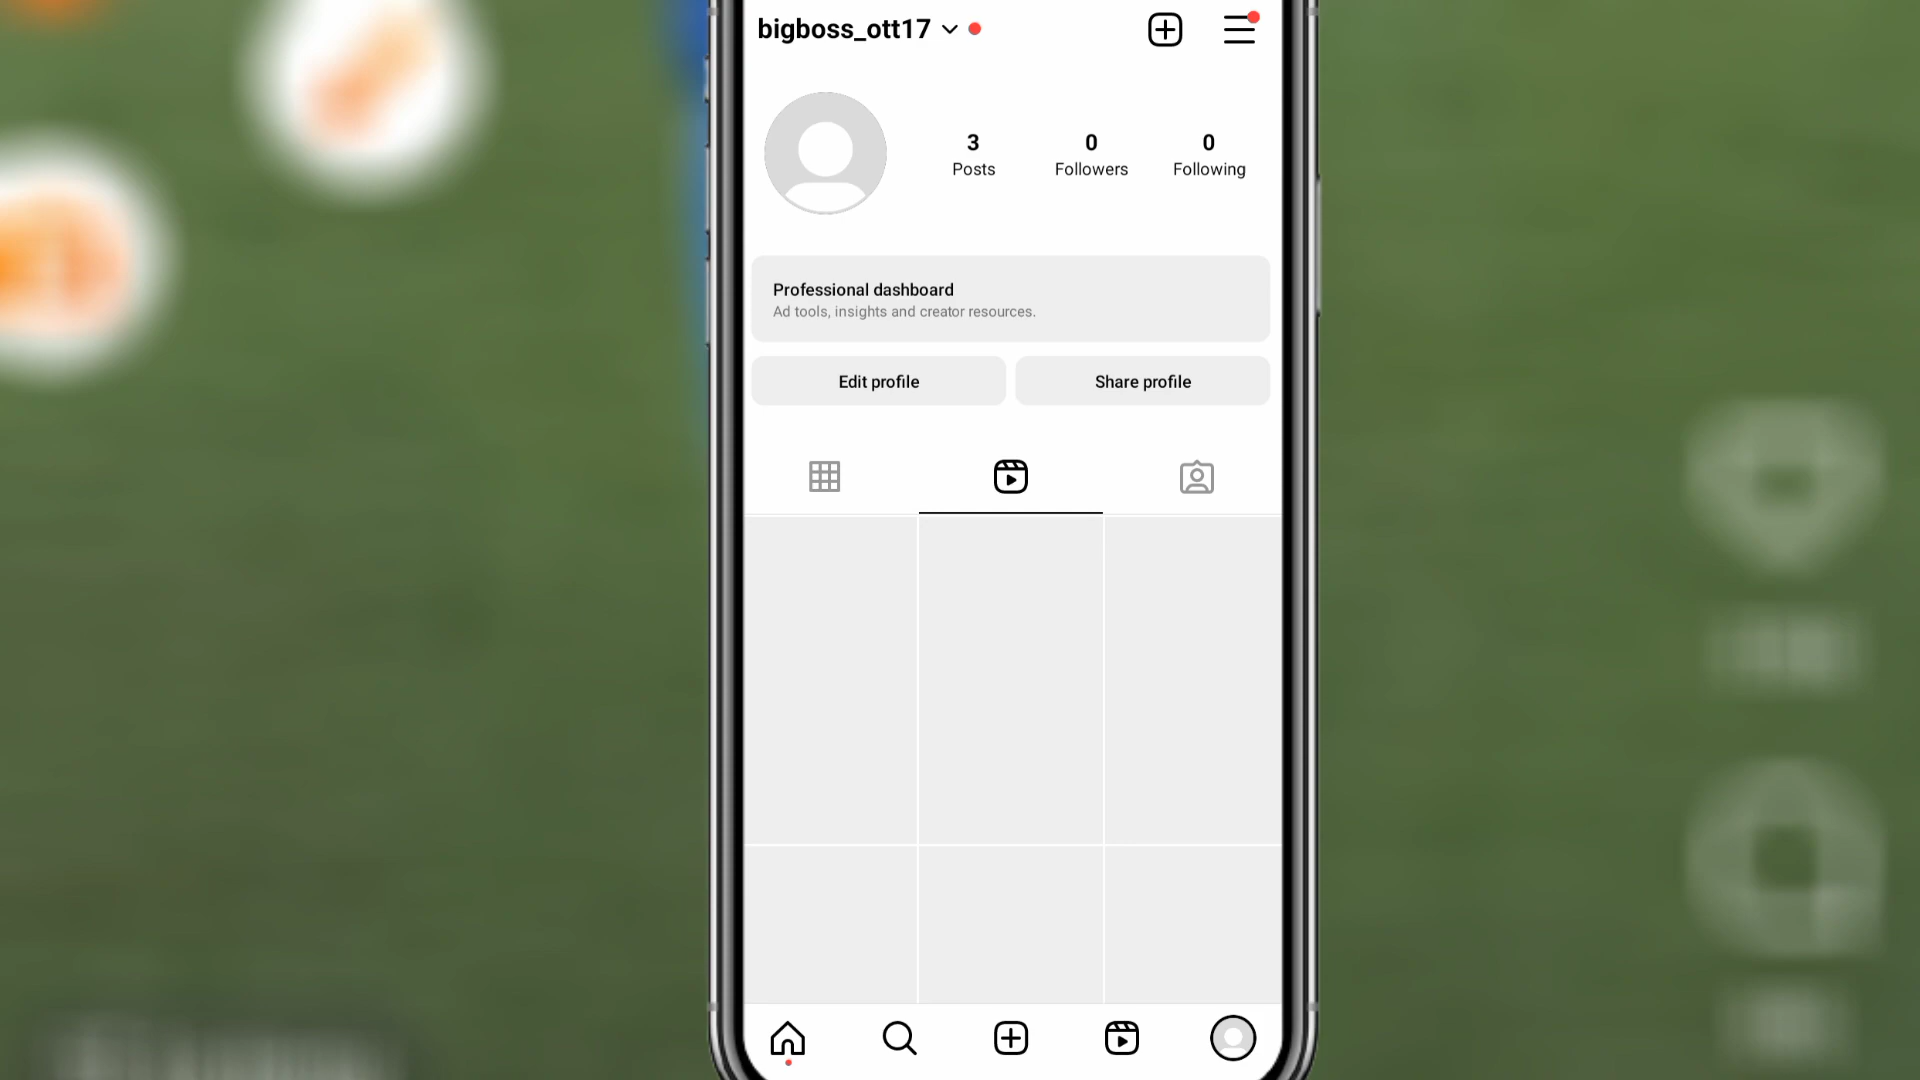 bigboss_ott17
3 0 0
Posts Followers Following
Professional dashboard
Ad tools, insights and creator resources.
Edit profile Share profile